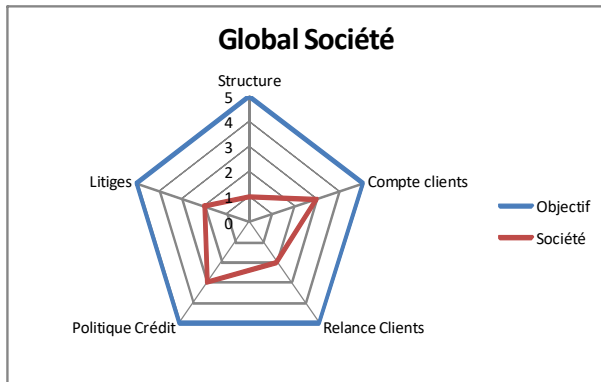 Global Société
Structure
5
4
3
2
1
0
Compte clients
Relance Clients
Politique Crédit
Litiges
Objectif
Société